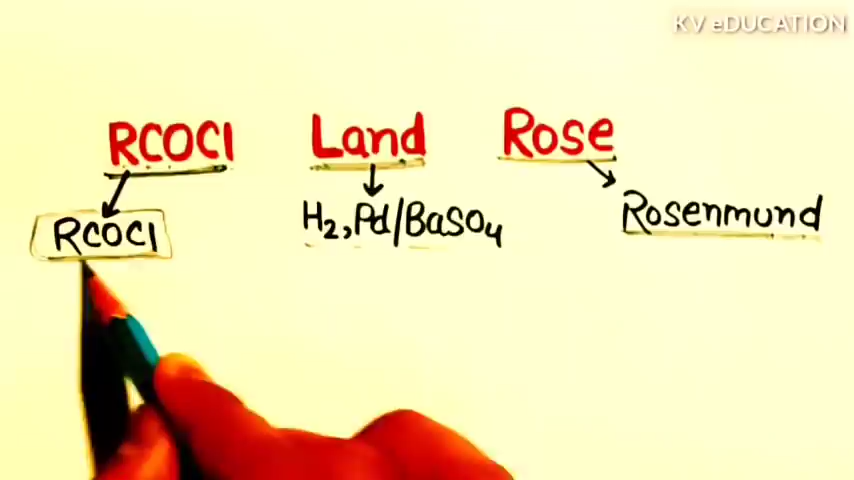 KV eDUCATION
RCOCl Land Rose
RCOCl H₂,Pd/BaSO₄ Rosenmund